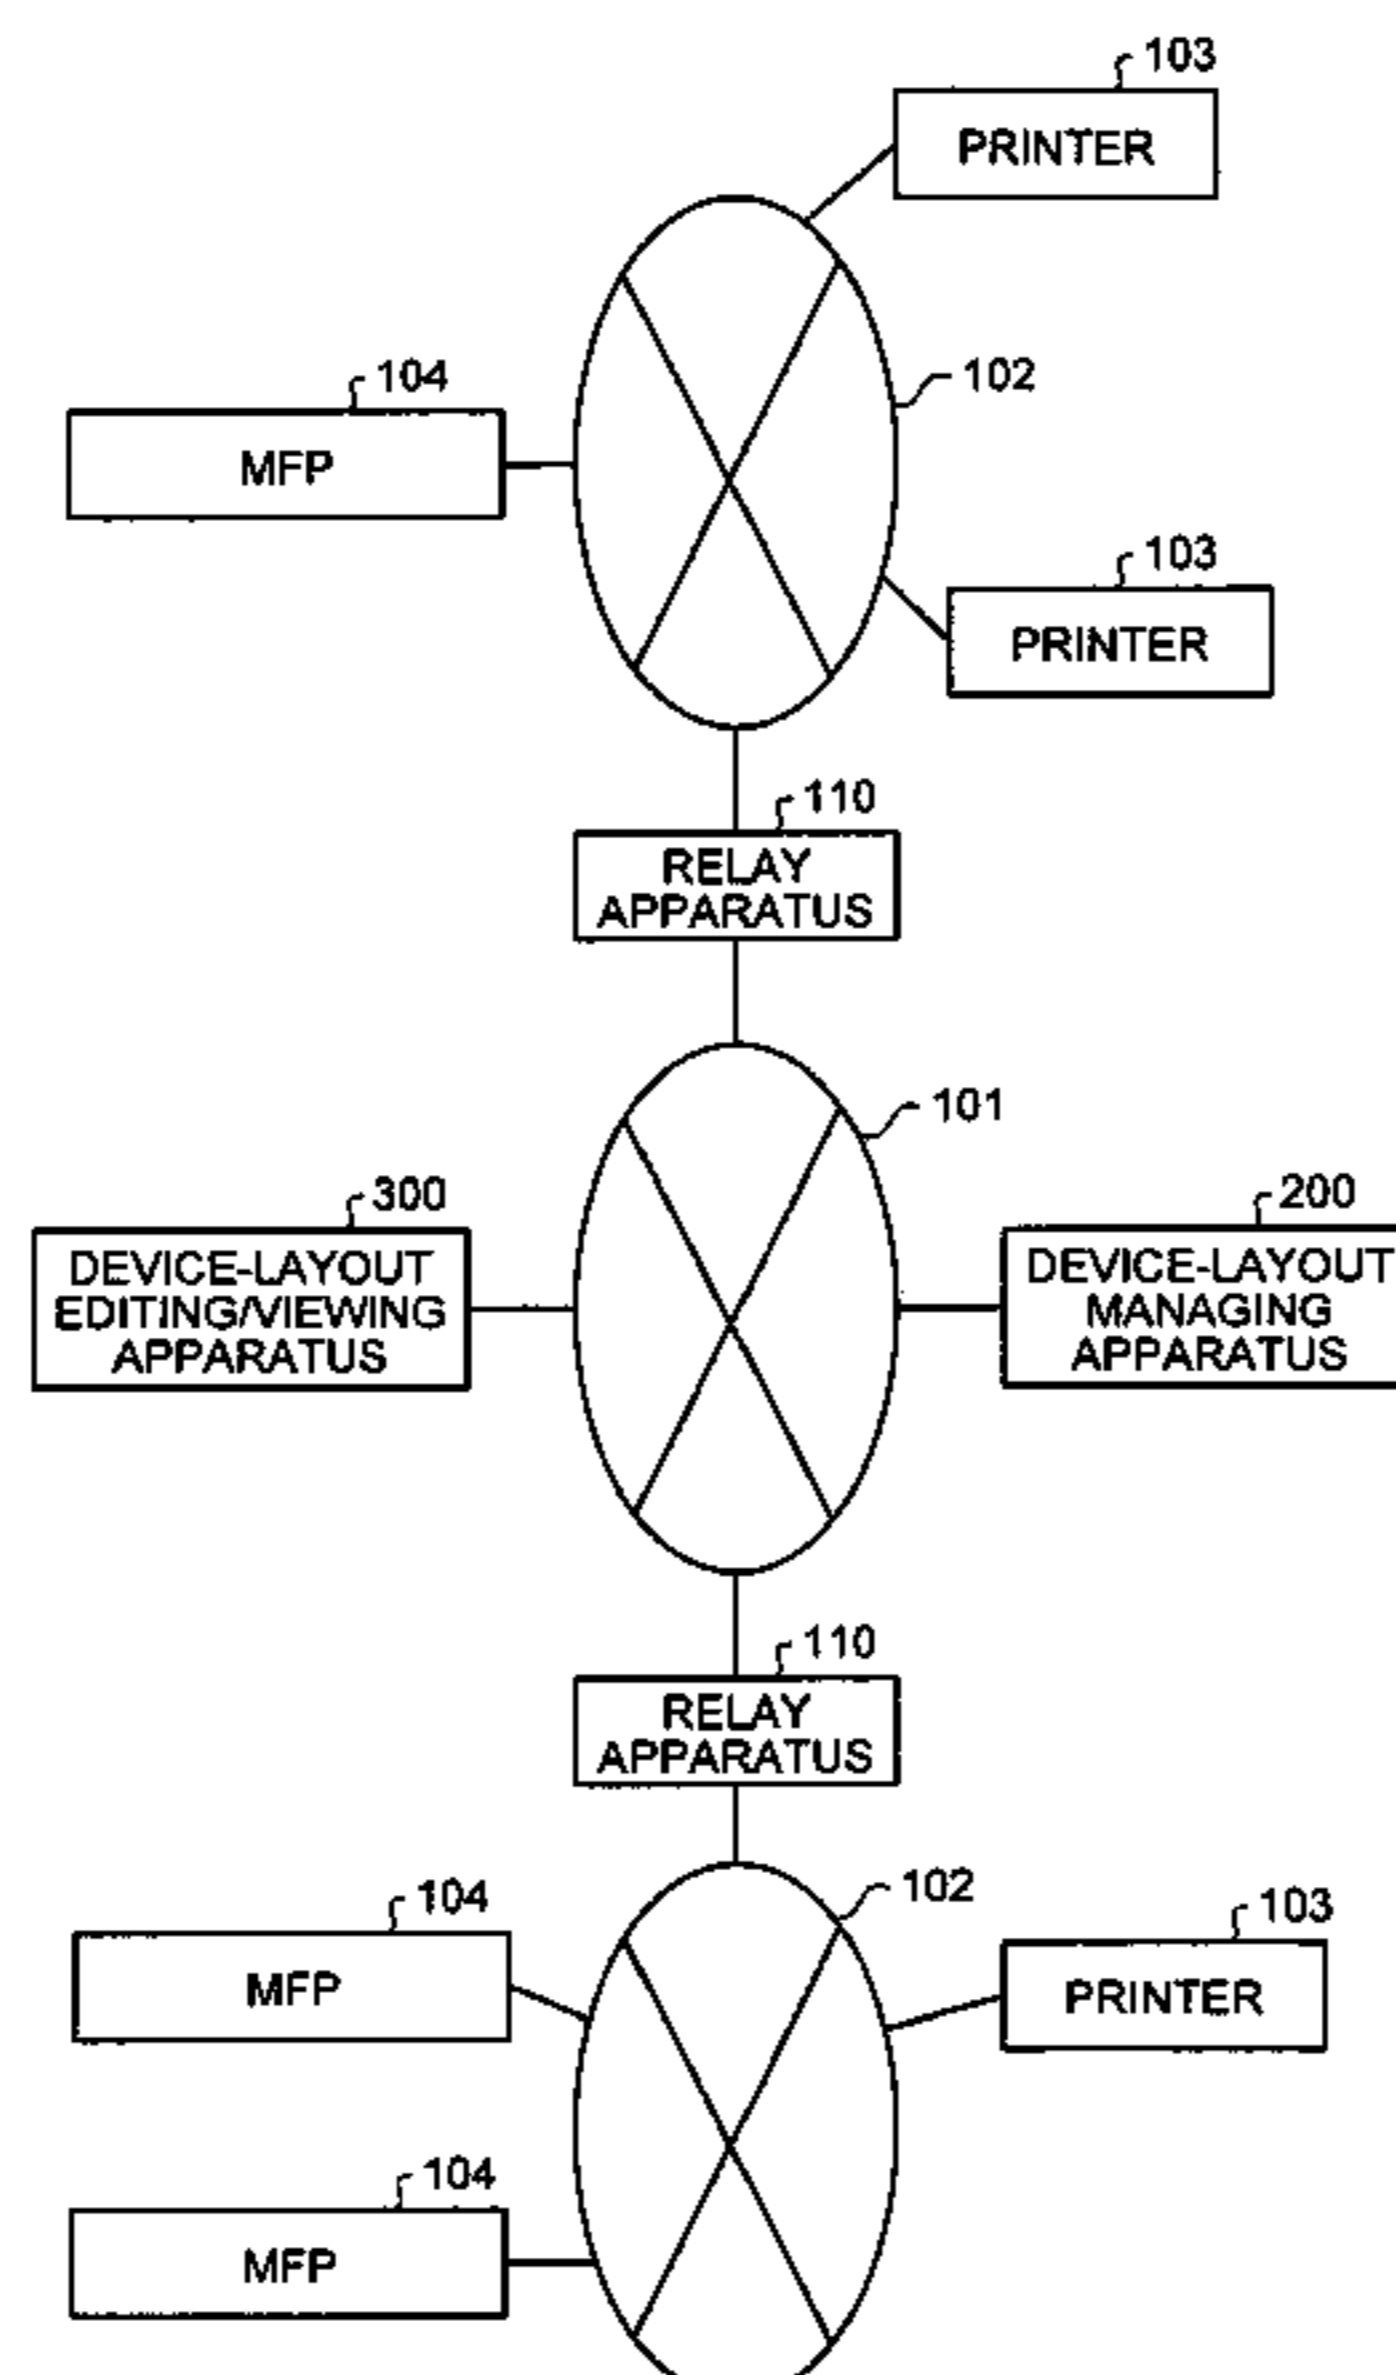 103
PRINTER
104
MFP
102
103
PRINTER
110
RELAY
APPARATUS
101
300
DEVICE-LAYOUT
EDITING/VIEWING
APPARATUS
200
DEVICE-LAYOUT
MANAGING
APPARATUS
110
RELAY
APPARATUS
104
MFP
102
103
PRINTER
104
MFP